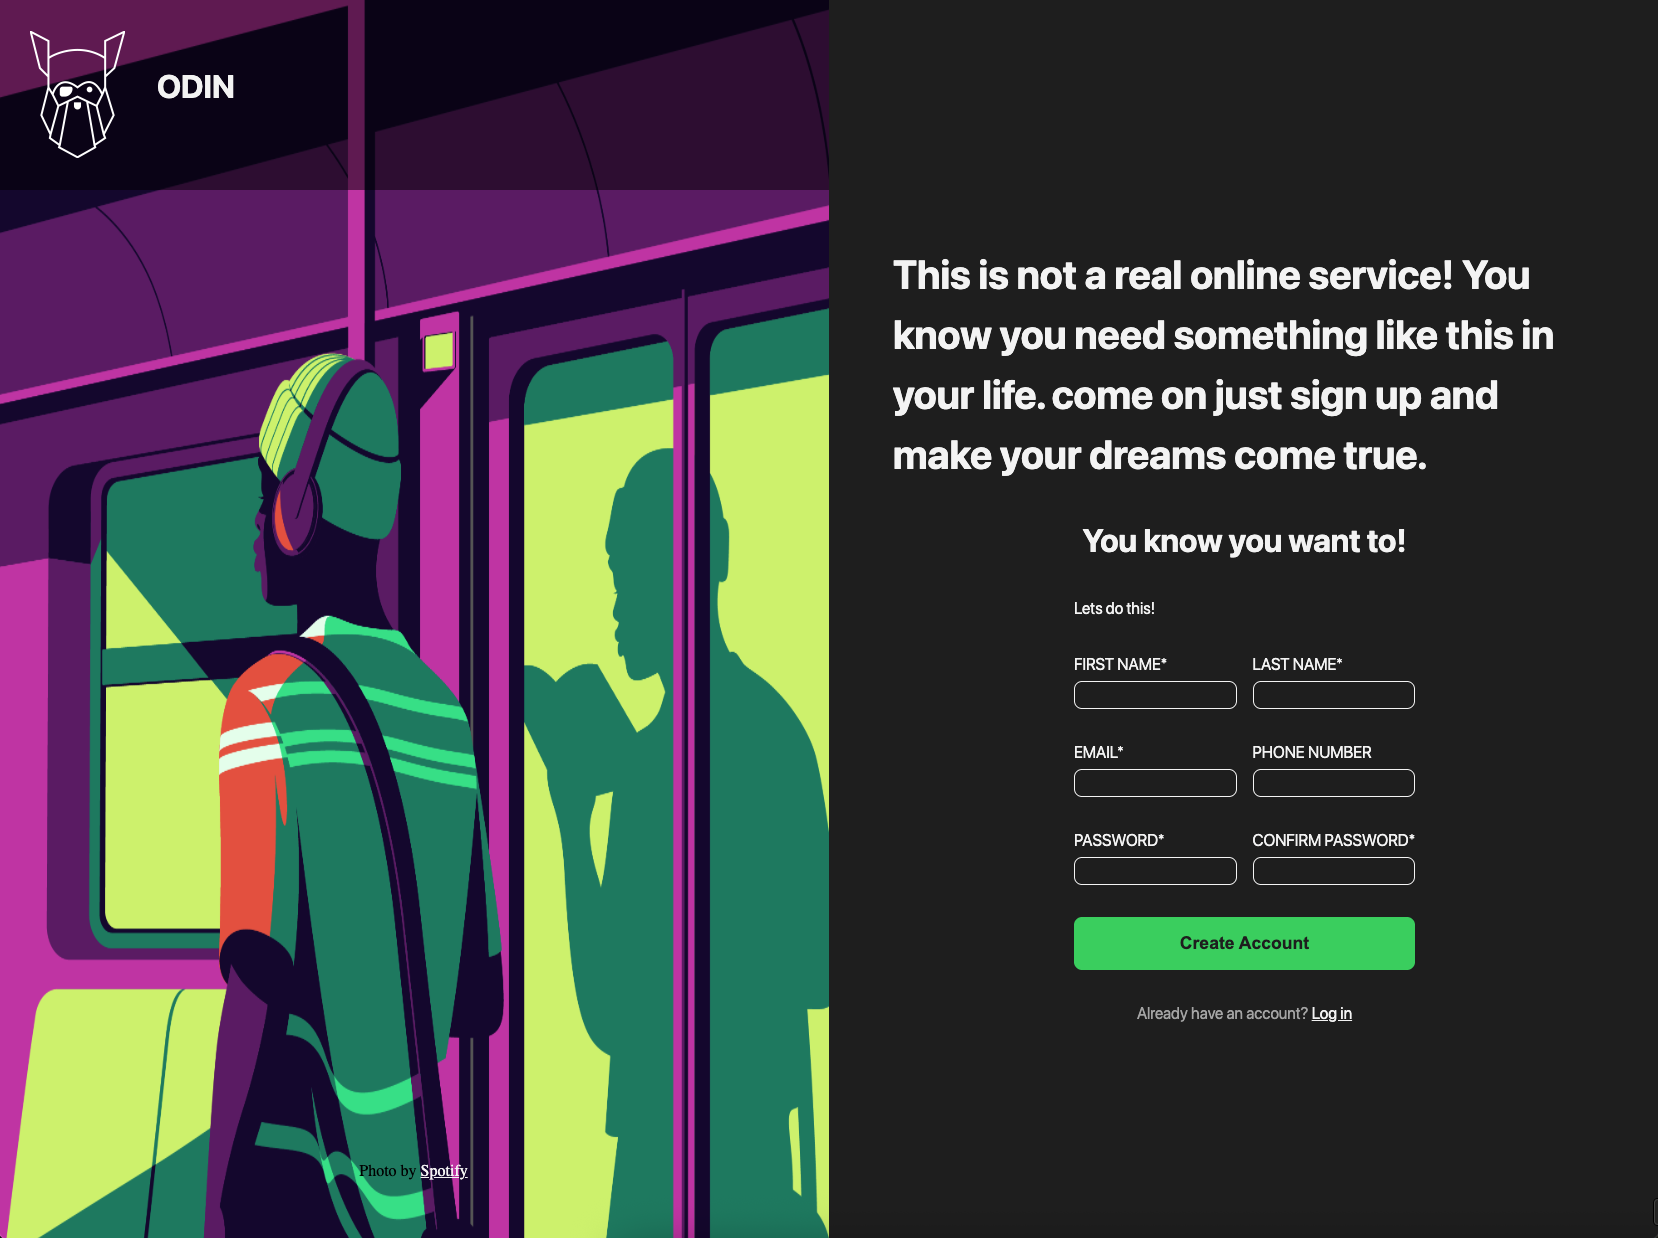 ODIN
This is not a real online service! You
know you need something like this in
your life. come on just sign up and
make your dreams come true.
You know you want to!
Lets do this!
FIRST NAME*
LAST NAME*
EMAIL*
PHONE NUMBER
PASSWORD*
CONFIRM PASSWORD*
Create Account
Already have an account? Log in
Photo by Spotify